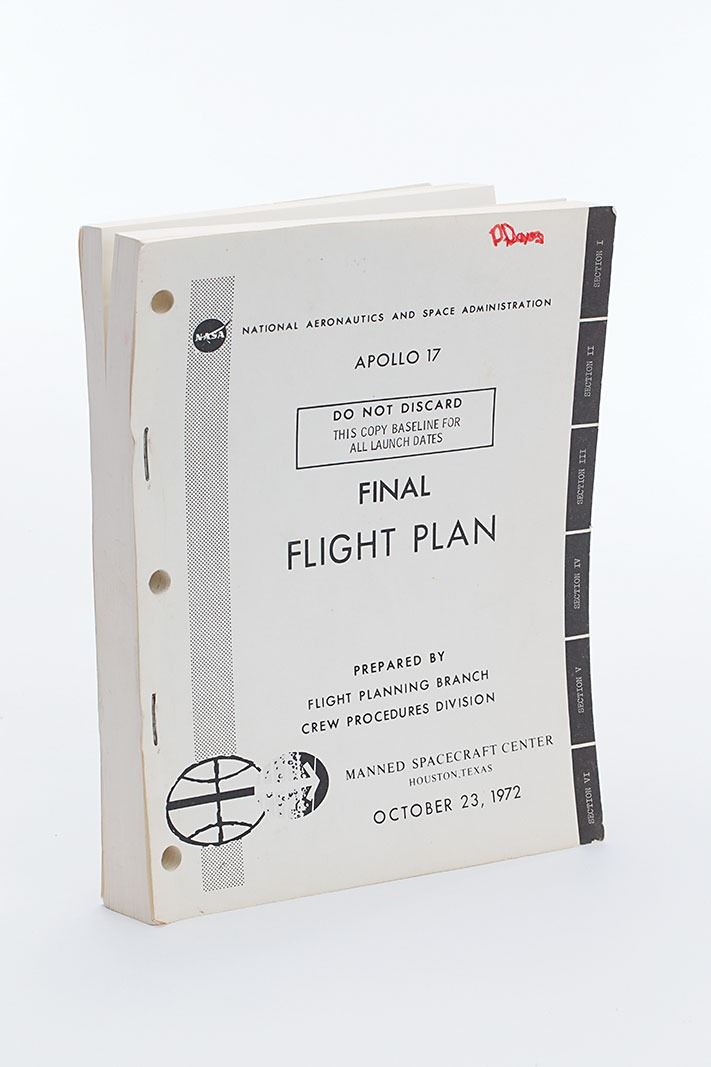 NASA
NATIONAL AERONAUTICS AND SPACE ADMINISTRATION
APOLLO 17
DO NOT DISCARD
THIS COPY BASELINE FOR
ALL LAUNCH DATES
FINAL
FLIGHT PLAN
PREPARED BY
FLIGHT PLANNING BRANCH
CREW PROCEDURES DIVISION
MANNED SPACECRAFT CENTER
HOUSTON, TEXAS
OCTOBER 23, 1972
SECTION I
SECTION II
SECTION III
SECTION IV
SECTION V
SECTION VI